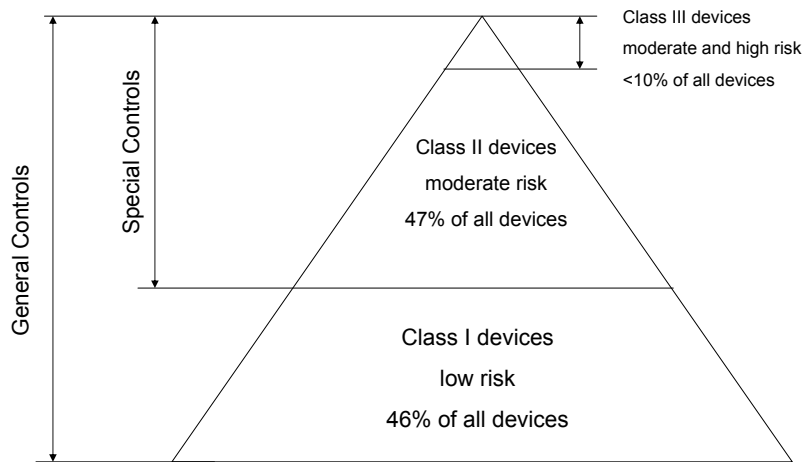 General Controls
Special Controls
Class III devices
moderate and high risk
<10% of all devices
Class II devices
moderate risk
47% of all devices
Class I devices
low risk
46% of all devices